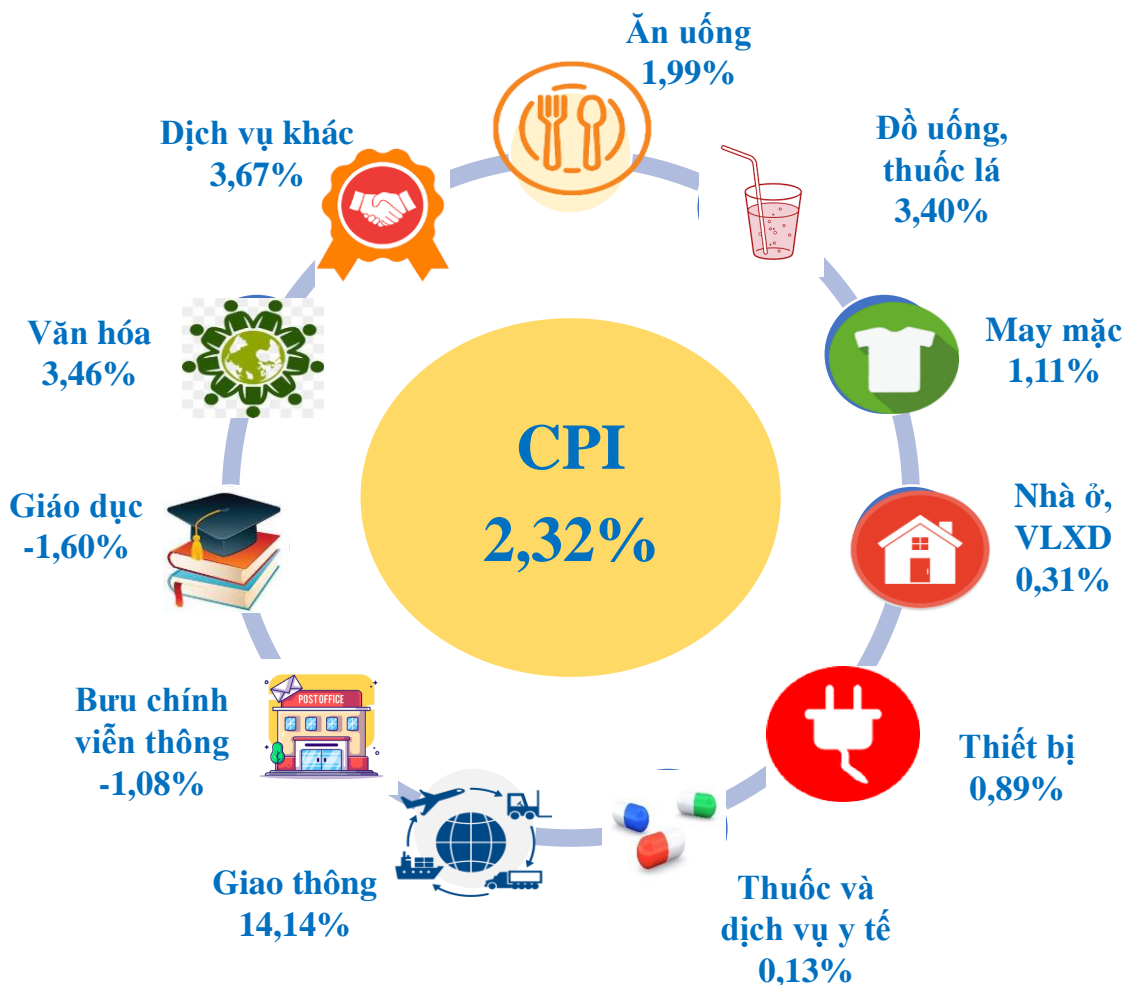 Ăn uống
1,99%
Đồ uống,
thuốc lá
3,40%
May mặc
1,11%
Nhà ở,
VLXD
0,31%
Thiết bị
0,89%
Thuốc và
dịch vụ y tế
0,13%
Giao thông
14,14%
Bưu chính
viễn thông
-1,08%
POST OFFICE
Giáo dục
-1,60%
Văn hóa
3,46%
Dịch vụ khác
3,67%
CPI
2,32%